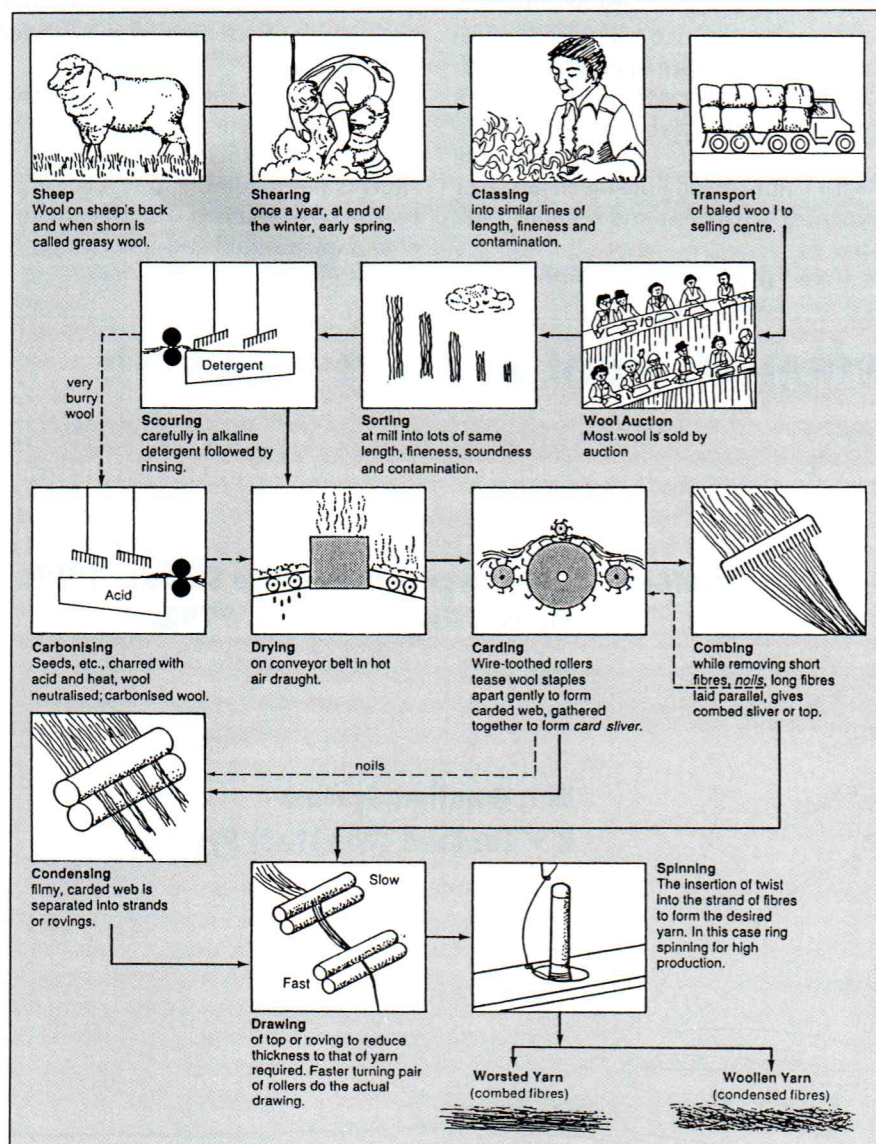 Sheep
Wool on sheep's back
and when shorn is
called greasy wool.
Shearing
once a year, at end of
the winter, early spring.
Classing
into similar lines of
length, fineness and
contamination.
Transport
of baled woo l to
selling centre.
Wool Auction
Most wool is sold by
auction
Sorting
at mill into lots of same
length, fineness, soundness
and contamination.
Detergent
Scouring
carefully in alkaline
detergent followed by
rinsing.
very
burry
wool
Acid
Carbonising
Seeds, etc., charred with
acid and heat, wool
neutralised; carbonised wool.
Drying
on conveyor belt in hot
air draught.
Carding
Wire-toothed rollers
tease wool staples
apart gently to form
carded web, gathered
together to form card sliver.
Combing
while removing short
fibres, noils, long fibres
laid parallel, gives
combed sliver or top.
noils
Condensing
filmy, carded web is
separated into strands
or rovings.
Slow
Fast
Drawing
of top or roving to reduce
thickness to that of yarn
required. Faster turning pair
of rollers do the actual
drawing.
Spinning
The insertion of twist
into the strand of fibres
to form the desired
yarn. In this case ring
spinning for high
production.
Worsted Yarn
(combed fibres)
Woollen Yarn
(condensed fibres)